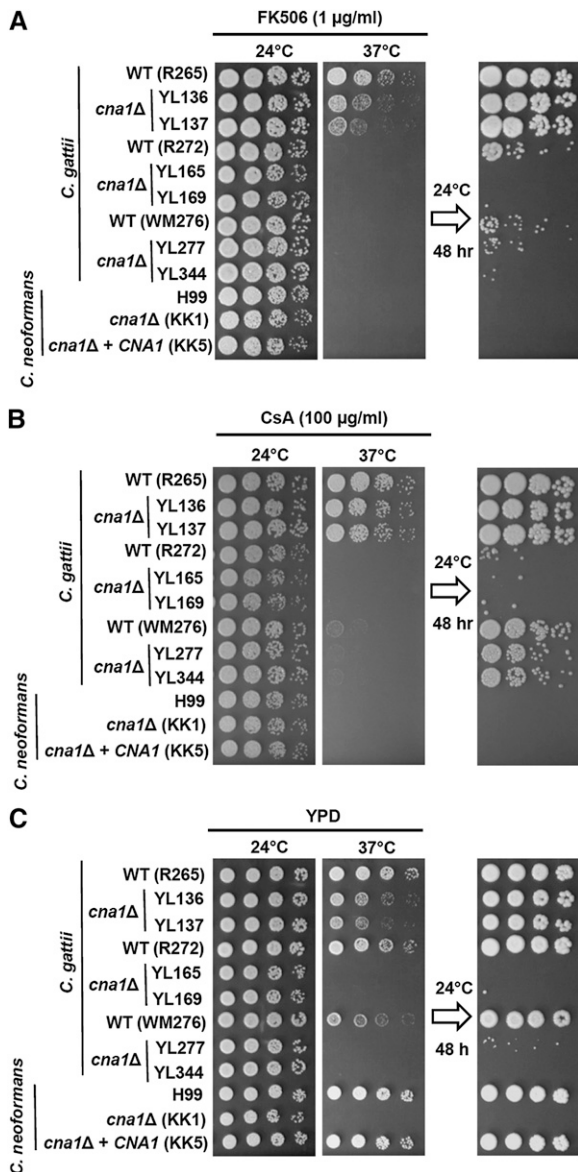 A
FK506 (1 µg/ml)
24°C 37°C
C. gattii
WT (R265)
cna1Δ
YL136
YL137
WT (R272)
cna1Δ
YL165
YL169
WT (WM276)
cna1Δ
YL277
YL344
C. neoformans
H99
cna1Δ (KK1)
cna1Δ + CNA1 (KK5)
24°C
48 hr
B
CsA (100 µg/ml)
24°C 37°C
C. gattii
WT (R265)
cna1Δ
YL136
YL137
WT (R272)
cna1Δ
YL165
YL169
WT (WM276)
cna1Δ
YL277
YL344
C. neoformans
H99
cna1Δ (KK1)
cna1Δ + CNA1 (KK5)
24°C
48 hr
C
YPD
24°C 37°C
C. gattii
WT (R265)
cna1Δ
YL136
YL137
WT (R272)
cna1Δ
YL165
YL169
WT (WM276)
cna1Δ
YL277
YL344
C. neoformans
H99
cna1Δ (KK1)
cna1Δ + CNA1 (KK5)
24°C
48 h